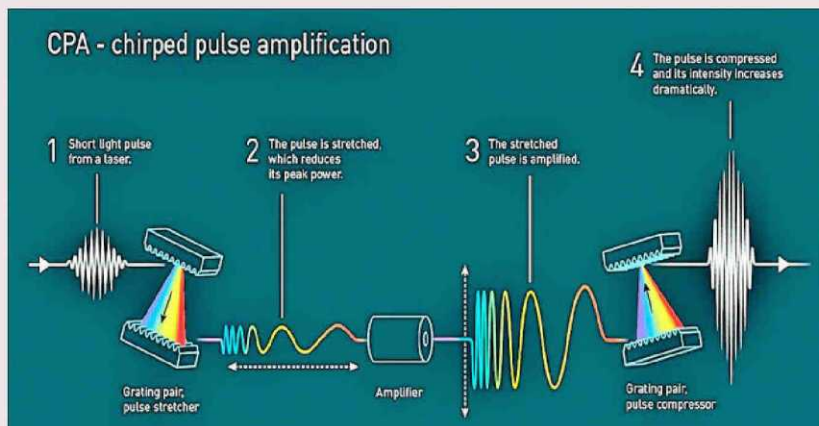 CPA - chirped pulse amplification
1 Short light pulse
from a laser.
2 The pulse is stretched,
which reduces
its peak power.
3 The stretched
pulse is amplified.
4 The pulse is compressed
and its intensity increases
dramatically.
Grating pair,
pulse stretcher
Amplifier
Grating pair,
pulse compressor